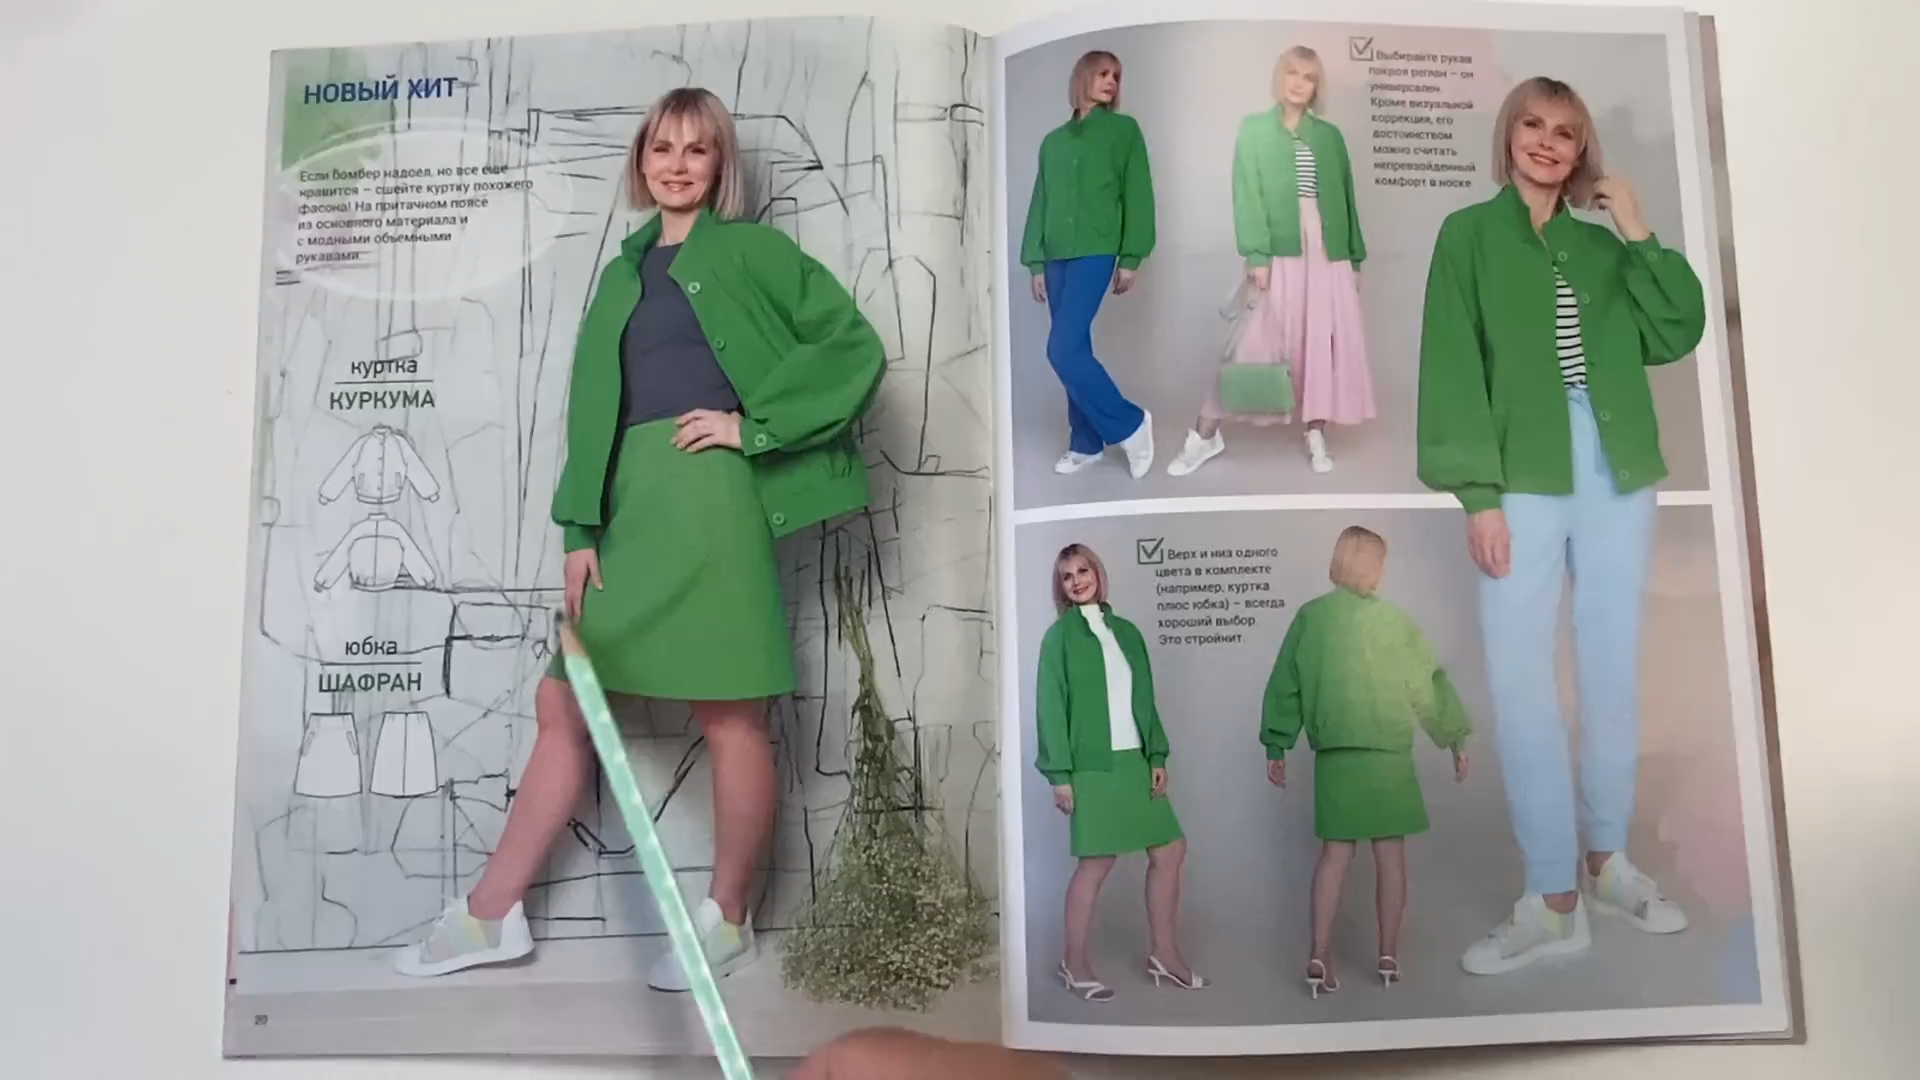 НОВЫЙ ХИТ
Если бомбер надоел, но все еще
нравится – сшейте куртку похожего
фасона! На притачном поясе
из основного материала и
с модными объемными
рукавами.
куртка
КУРКУМА
юбка
ШАФРАН
20
Выбирайте рукав
покроя реглан – он
универсален.
Кроме визуальной
коррекции, его
достоинством
можно считать
непревзойденный
комфорт в носке.
Верх и низ одного
цвета в комплекте
(например, куртка
плюс юбка) – всегда
хороший выбор.
Это стройнит.